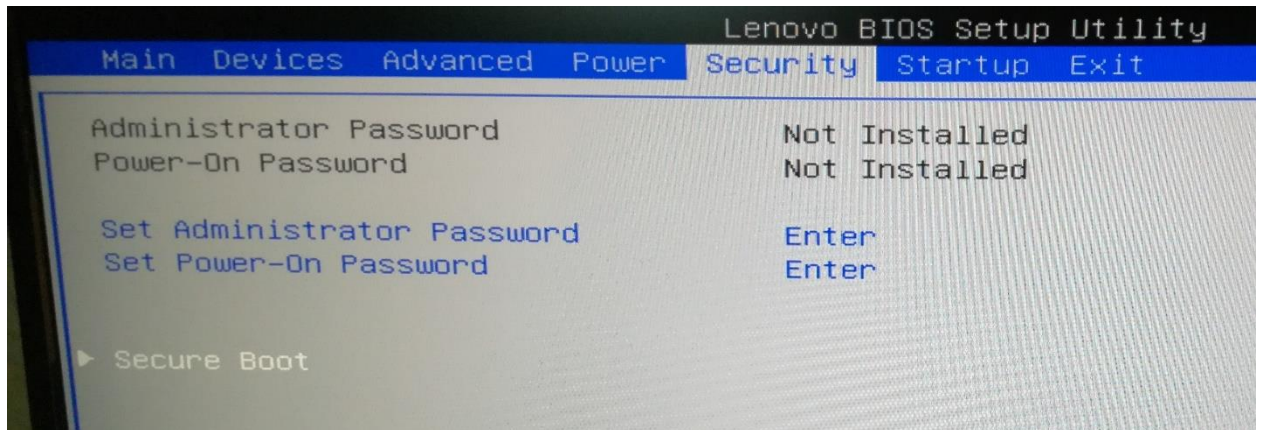 Lenovo BIOS Setup Utility
Main Devices Advanced Power Security Startup Exit
Administrator Password Not Installed
Power-On Password Not Installed
Set Administrator Password Enter
Set Power-On Password Enter
Secure Boot